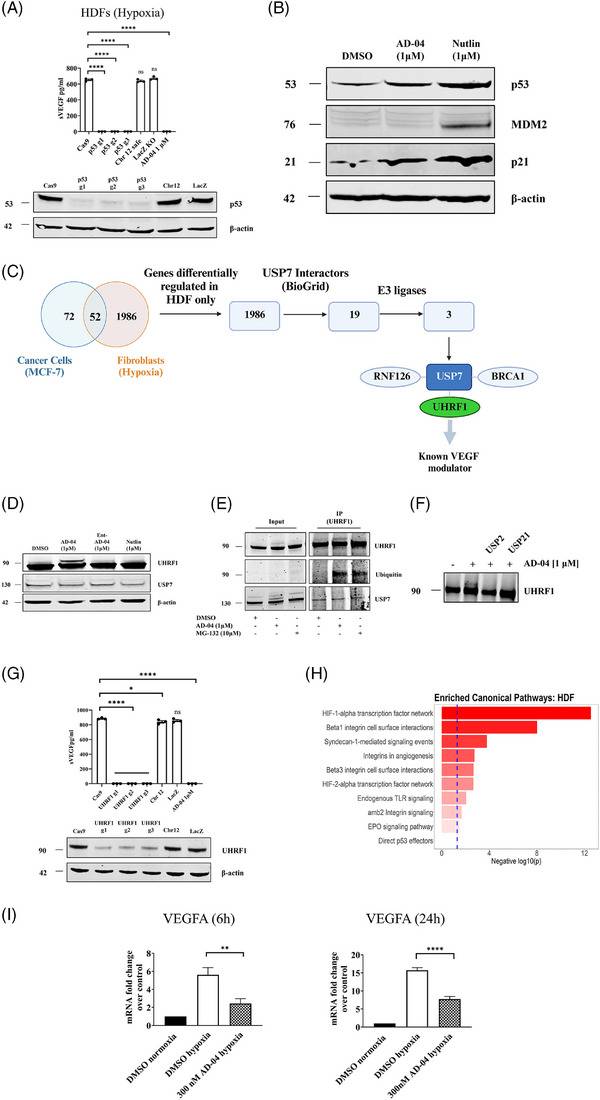 (A)
HDFs (Hypoxia)
****
****
****
****
ns
ns
sVEGF pg/ml
800
600
400
200
0
Cas9
p53 g1
p53 g2
p53 g3
Chr 12 safe
LacZ KO
AD-04 1 µM
Cas9
p53 g1
p53 g2
p53 g3
Chr12
LacZ
53
p53
42
β-actin
(B)
DMSO
AD-04 (1µM)
Nutlin (1µM)
53
p53
76
MDM2
21
p21
42
β-actin
(C)
72
52
1986
Cancer Cells (MCF-7)
Fibroblasts (Hypoxia)
Genes differentially regulated in HDF only
1986
USP7 Interactors (BioGrid)
19
E3 ligases
3
RNF126
USP7
BRCA1
UHRF1
Known VEGF modulator
(D)
DMSO
AD-04 (1µM)
Ent-AD-04 (1µM)
Nutlin (1µM)
90
UHRF1
130
USP7
42
β-actin
(E)
Input
IP (UHRF1)
90
UHRF1
90
Ubiquitin
130
USP7
DMSO
+
+
AD-04 (1µM)
+
+
MG-132 (10µM)
+
+
(F)
USP2
USP21
-
+
+
+
AD-04 [1 µM]
90
UHRF1
(G)
****
*
****
ns
sVEGFpg/ml
1000
800
600
400
200
0
Cas9
UHRF1 g1
UHRF1 g2
UHRF1 g3
Chr 12
LacZ
AD-04 1µM
Cas9
UHRF1 g1
UHRF1 g2
UHRF1 g3
Chr12
LacZ
90
UHRF1
42
β-actin
(H)
Enriched Canonical Pathways: HDF
HIF-1-alpha transcription factor network
Beta1 integrin cell surface interactions
Syndecan-1-mediated signaling events
Integrins in angiogenesis
Beta3 integrin cell surface interactions
HIF-2-alpha transcription factor network
Endogenous TLR signaling
amb2 Integrin signaling
EPO signaling pathway
Direct p53 effectors
0
4
8
12
Negative log10(p)
(I)
VEGFA (6h)
mRNA fold change over control
8
6
4
2
0
**
DMSO normoxia
DMSO hypoxia
300 nM AD-04 hypoxia
VEGFA (24h)
mRNA fold change over control
20
15
10
5
0
****
DMSO normoxia
DMSO hypoxia
300nM AD-04 hypoxia